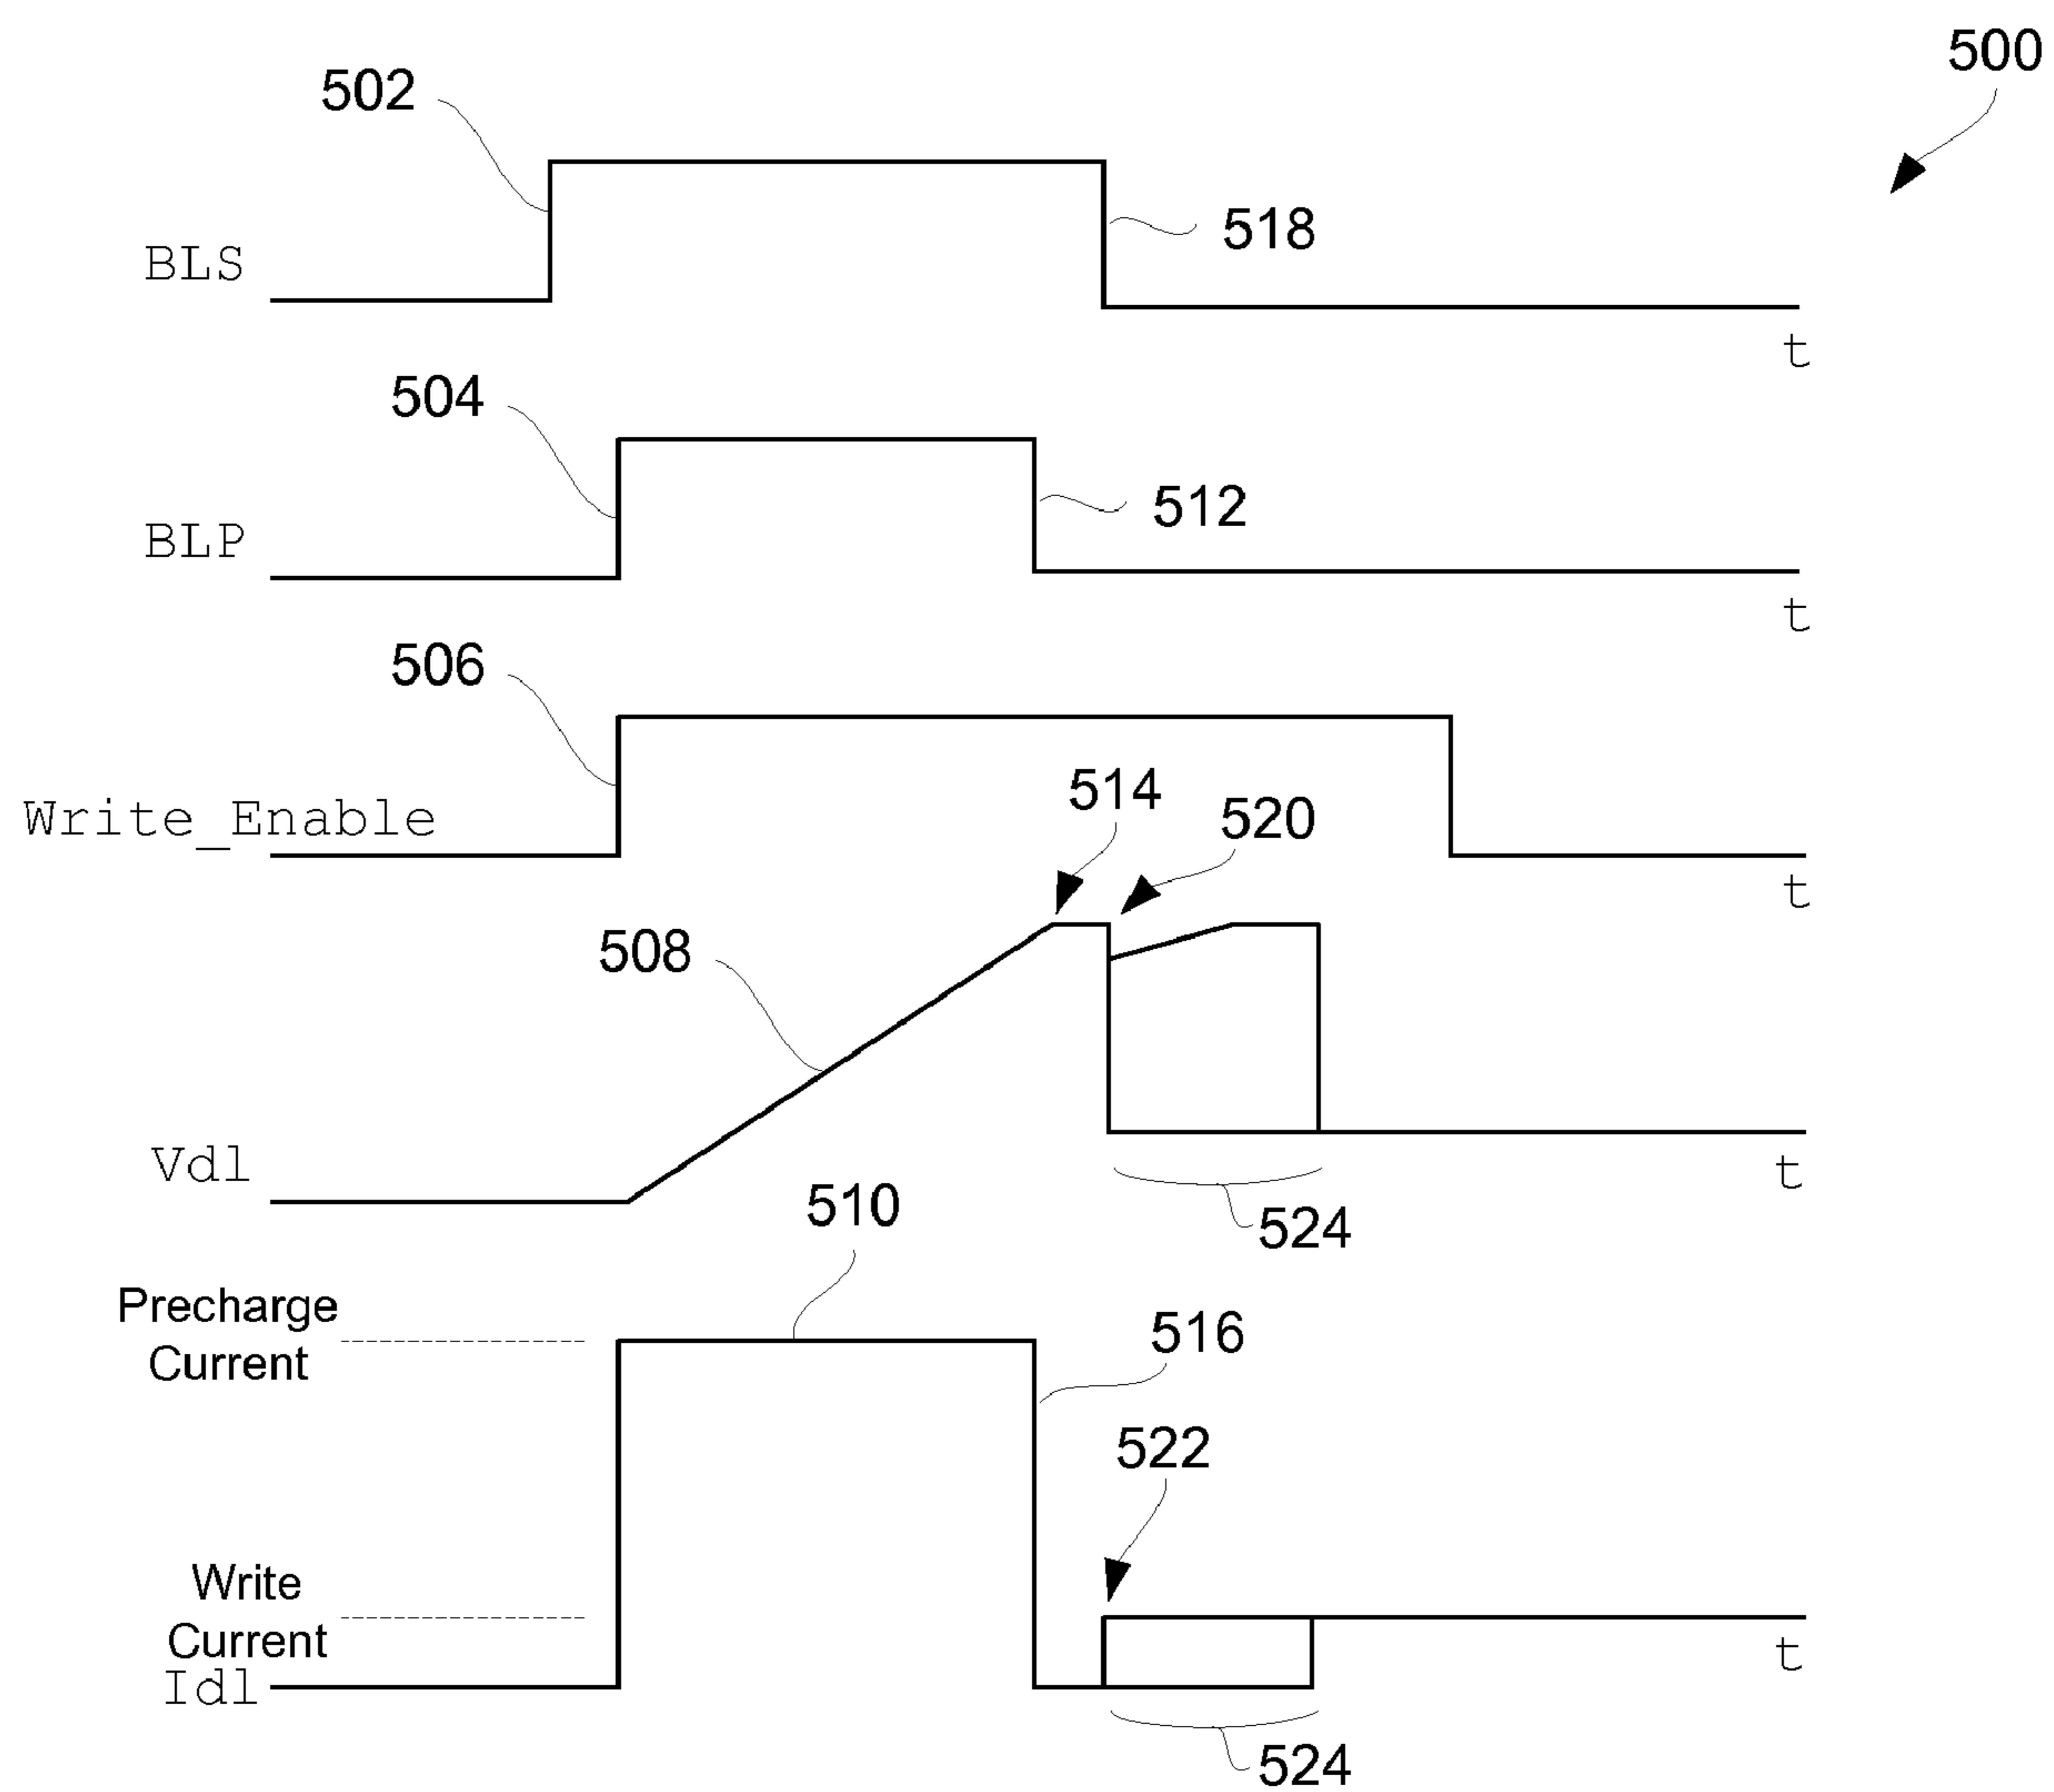 500
502
518
BLS
t
504
512
BLP
t
506
514
520
Write_Enable
t
508
Vdl
t
510
524
Precharge
Current
516
522
Write
Current
t
Idl
524